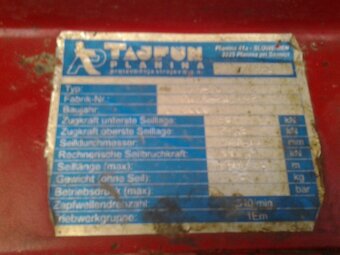 TAJFUN
PLANINA
Planina 41a - SLOVENIEN
3225 Planina pri Sevnici
Typ:
Fabrik-Nr.:
Baujahr:
Zugkraft unterste Seillage: kN
Zugkraft oberste Seillage: kN
Seildurchmesser: mm
Rechnerische Seilbruchkraft: kN
Seillänge (max): m
Gewicht (ohne Seil): kg
Betriebsdruck (max): bar
Zapfwellendrehzahl: 540 min
Triebwerkgruppe: 1Em